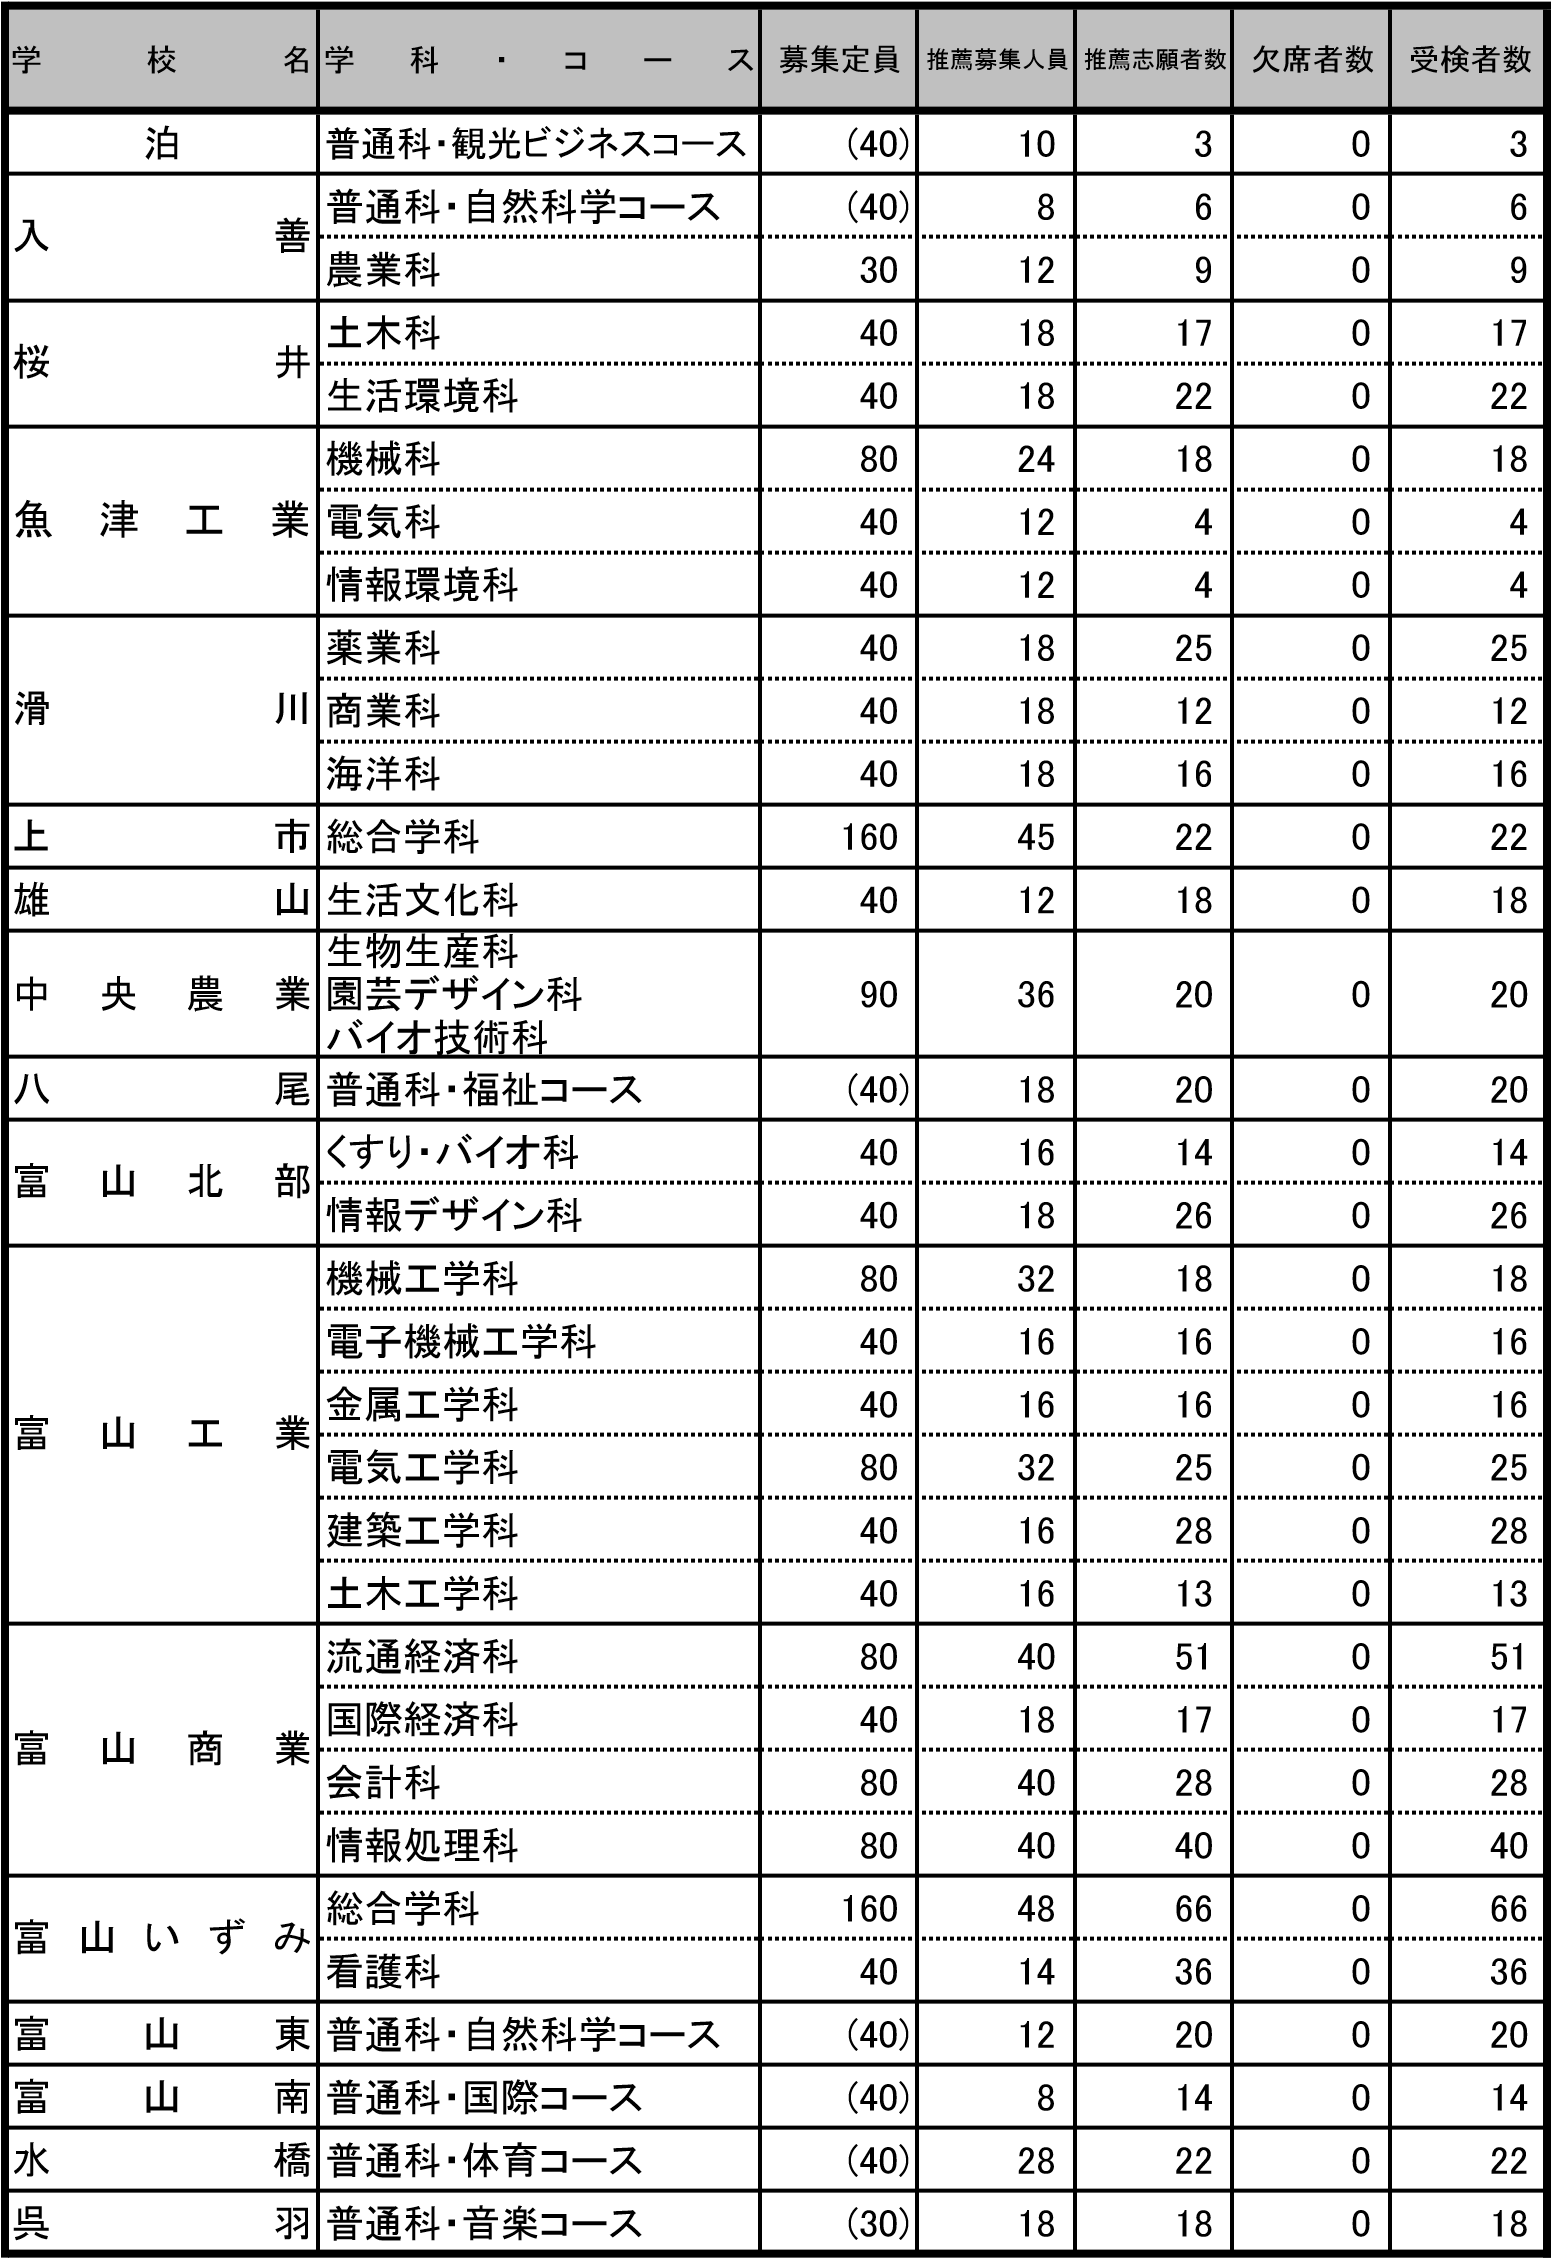 学校名 学科・コース 募集定員 推薦募集人員 推薦志願者数 欠席者数 受検者数
泊 普通科・観光ビジネスコース (40) 10 3 0 3
入善 普通科・自然科学コース (40) 8 6 0 6
農業科 30 12 9 0 9
桜井 土木科 40 18 17 0 17
生活環境科 40 18 22 0 22
魚津工業 機械科 80 24 18 0 18
電気科 40 12 4 0 4
情報環境科 40 12 4 0 4
滑川 薬業科 40 18 25 0 25
商業科 40 18 12 0 12
海洋科 40 18 16 0 16
上市 総合学科 160 45 22 0 22
雄山 生活文化科 40 12 18 0 18
中央農業 生物生産科
園芸デザイン科 90 36 20 0 20
バイオ技術科
八尾 普通科・福祉コース (40) 18 20 0 20
富山北部 くすり・バイオ科 40 16 14 0 14
情報デザイン科 40 18 26 0 26
富山工業 機械工学科 80 32 18 0 18
電子機械工学科 40 16 16 0 16
金属工学科 40 16 16 0 16
電気工学科 80 32 25 0 25
建築工学科 40 16 28 0 28
土木工学科 40 16 13 0 13
富山商業 流通経済科 80 40 51 0 51
国際経済科 40 18 17 0 17
会計科 80 40 28 0 28
情報処理科 80 40 40 0 40
富山いずみ 総合学科 160 48 66 0 66
看護科 40 14 36 0 36
富山東 普通科・自然科学コース (40) 12 20 0 20
富山南 普通科・国際コース (40) 8 14 0 14
水橋 普通科・体育コース (40) 28 22 0 22
呉羽 普通科・音楽コース (30) 18 18 0 18